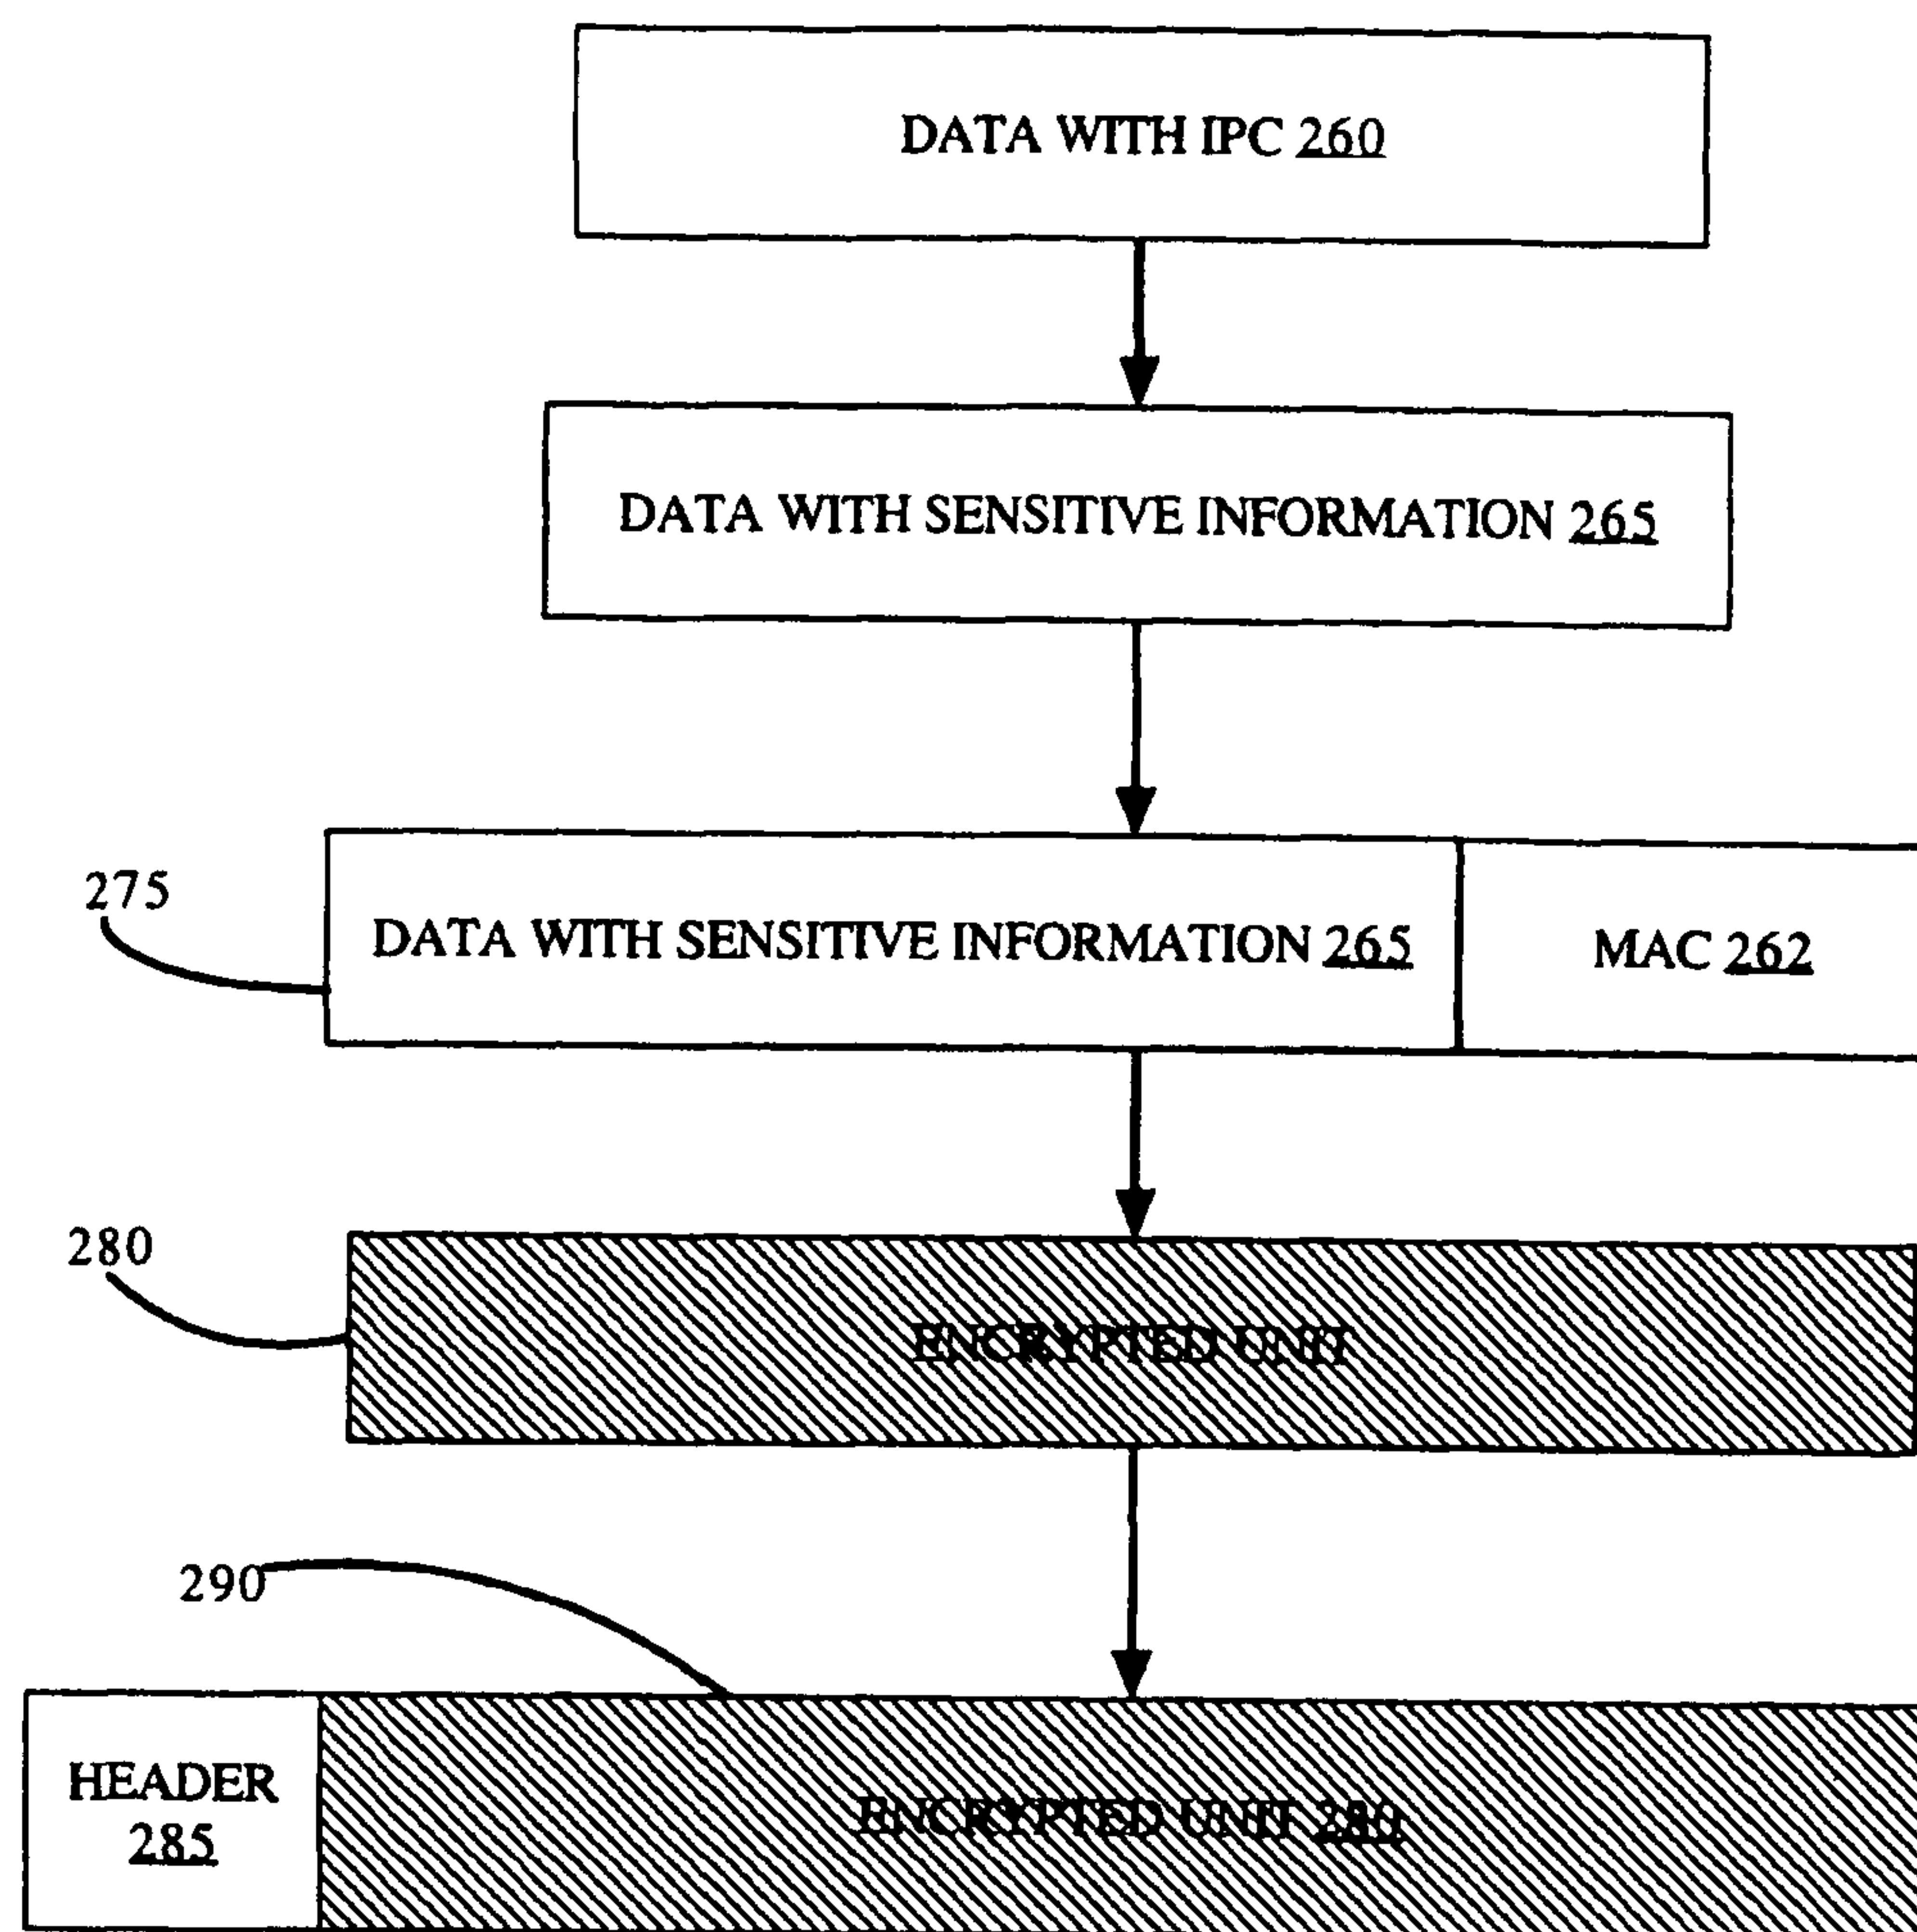 DATA WITH IPC 260
DATA WITH SENSITIVE INFORMATION 265
275
DATA WITH SENSITIVE INFORMATION 265
MAC 262
280
ENCRYPTED UNIT
290
HEADER
285
ENCRYPTED UNIT 280